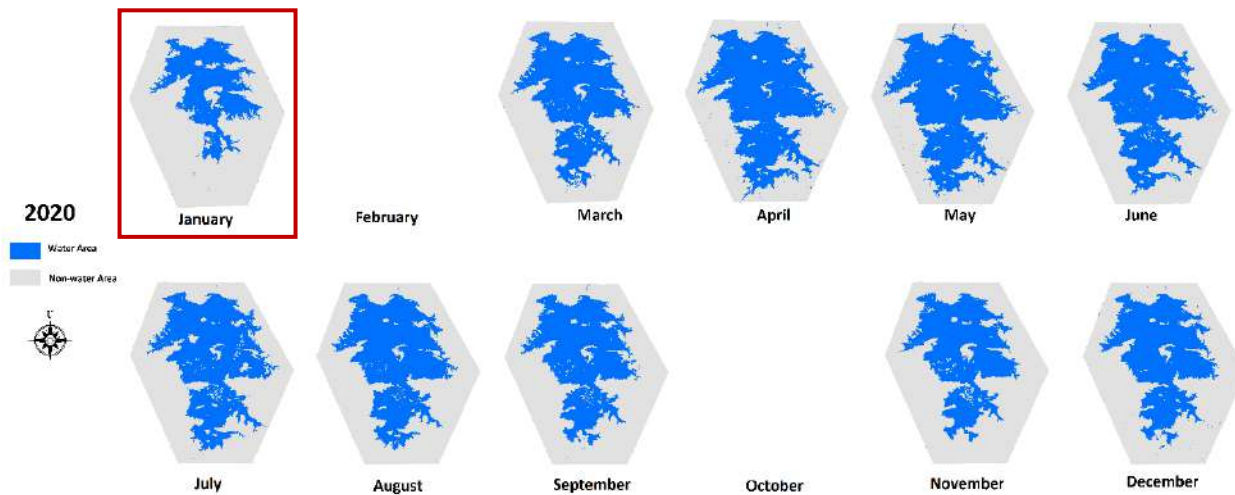 January
February
March
April
May
June
2020
Water Area
Non-water Area
July
August
September
October
November
December